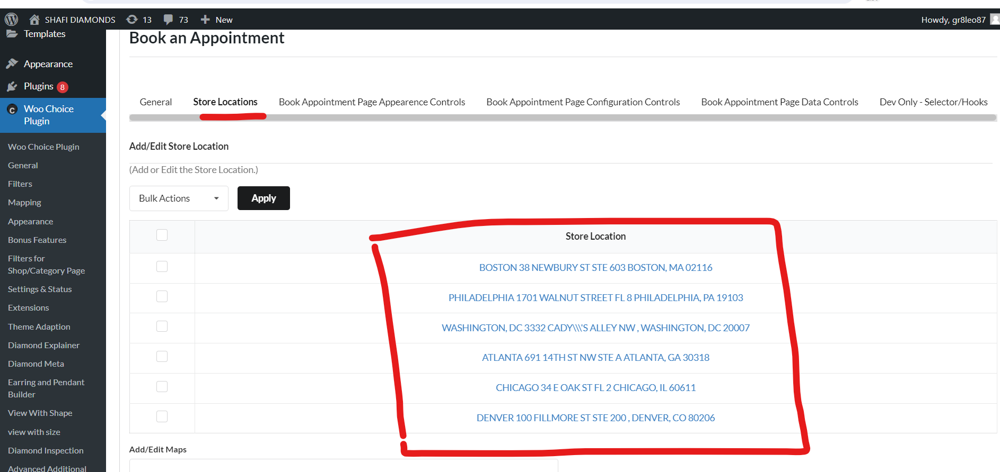 SHAFI DIAMONDS 13 73 New Howdy, gr8leo87
Templates
Appearance
Plugins 8
Woo Choice
Plugin
Woo Choice Plugin
General
Filters
Mapping
Appearance
Bonus Features
Filters for
Shop/Category Page
Settings & Status
Extensions
Theme Adaption
Diamond Explainer
Diamond Meta
Earring and Pendant
Builder
View With Shape
view with size
Diamond Inspection
Advanced Additional
Book an Appointment
General Store Locations Book Appointment Page Appearence Controls Book Appointment Page Configuration Controls Book Appointment Page Data Controls Dev Only - Selector/Hooks
Add/Edit Store Location
(Add or Edit the Store Location.)
Bulk Actions Apply
Store Location
BOSTON 38 NEWBURY ST STE 603 BOSTON, MA 02116
PHILADELPHIA 1701 WALNUT STREET FL 8 PHILADELPHIA, PA 19103
WASHINGTON, DC 3332 CADY\\\'S ALLEY NW , WASHINGTON, DC 20007
ATLANTA 691 14TH ST NW STE A ATLANTA, GA 30318
CHICAGO 34 E OAK ST FL 2 CHICAGO, IL 60611
DENVER 100 FILLMORE ST STE 200 , DENVER, CO 80206
Add/Edit Maps